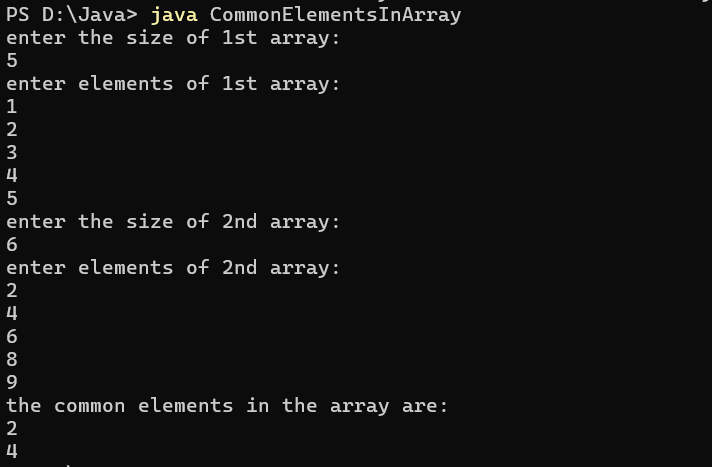 PS D:\Java> java CommonElementsInArray
enter the size of 1st array:
5
enter elements of 1st array:
1
2
3
4
5
enter the size of 2nd array:
6
enter elements of 2nd array:
2
4
6
8
9
the common elements in the array are:
2
4